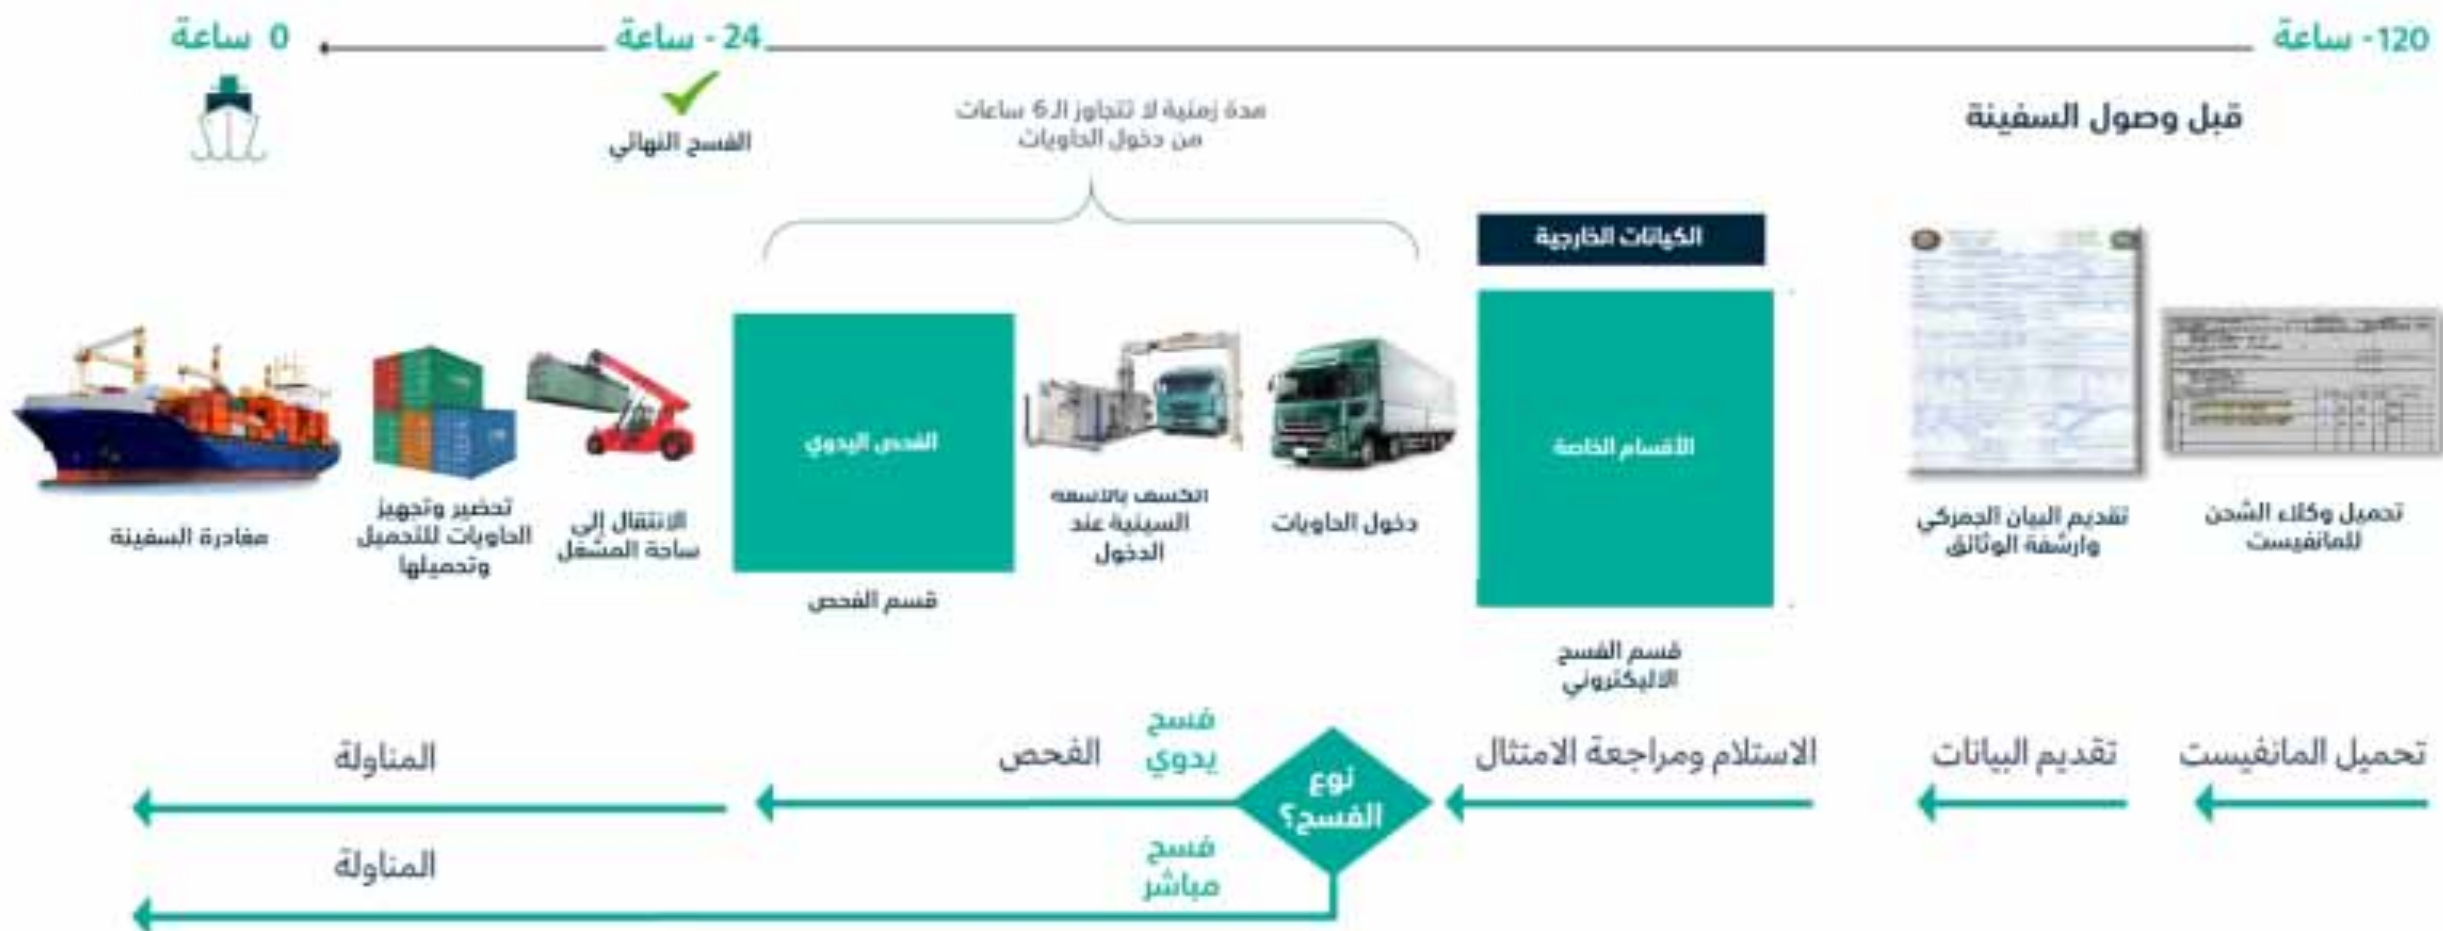 -120 ساعة
-24 ساعة
0 ساعة
قبل وصول السفينة
مدة زمنية لا تتجاوز الـ 6 ساعات
من دخول الحاويات
الفسح النهائي
الكيانات الخارجية
الأقسام الخاصة
الفحص اليدوي
تحميل وكلاء الشحن
للمانفيست
تقديم البيان الجمركي
وارشفة الوثائق
قسم الفسح
الاليكتروني
دخول الحاويات
الكشف بالأشعة
السينية عند
الدخول
قسم الفحص
الانتقال إلى
ساحة المشغل
تحضير وتجهيز
الحاويات للتحميل
وتحميلها
مغادرة السفينة
تحميل المانفيست
تقديم البيانات
الاستلام ومراجعة الامتثال
نوع
الفسح؟
فسح
يدوي
الفحص
المناولة
فسح
مباشر
المناولة